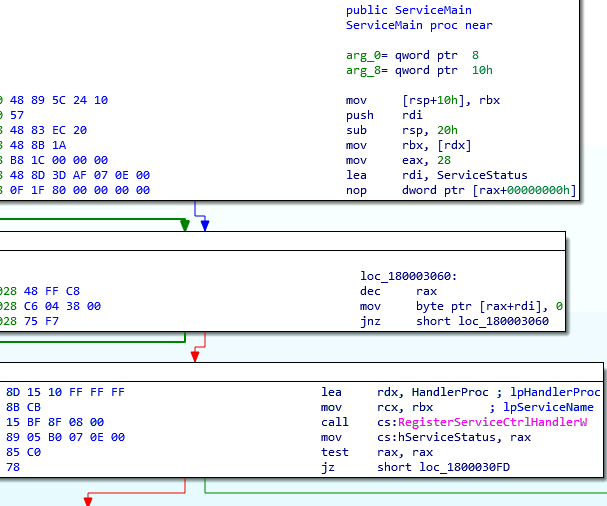 public ServiceMain
ServiceMain proc near
arg_0= qword ptr  8
arg_8= qword ptr  10h
0 48 89 5C 24 10 mov [rsp+10h], rbx
0 57 push rdi
8 48 83 EC 20 sub rsp, 20h
8 48 8B 1A mov rbx, [rdx]
8 B8 1C 00 00 00 mov eax, 28
8 48 8D 3D AF 07 0E 00 lea rdi, ServiceStatus
8 0F 1F 80 00 00 00 00 nop dword ptr [rax+00000000h]
loc_180003060:
028 48 FF C8 dec rax
028 C6 04 38 00 mov byte ptr [rax+rdi], 0
028 75 F7 jnz short loc_180003060
8D 15 10 FF FF FF lea rdx, HandlerProc ; lpHandlerProc
8B CB mov rcx, rbx ; lpServiceName
15 BF 8F 08 00 call cs:RegisterServiceCtrlHandlerW
89 05 B0 07 0E 00 mov cs:hServiceStatus, rax
85 C0 test rax, rax
78 jz short loc_1800030FD